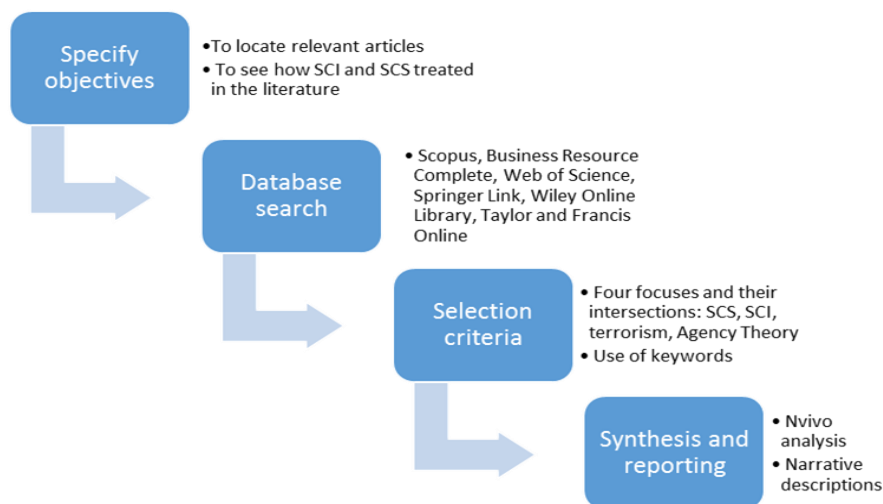 Specify
objectives
•To locate relevant articles
• To see how SCI and SCS treated
in the literature
Database
search
• Scopus, Business Resource
Complete, Web of Science,
Springer Link, Wiley Online
Library, Taylor and Francis
Online
Selection
criteria
• Four focuses and their
intersections: SCS, SCI,
terrorism, Agency Theory
• Use of keywords
Synthesis and
reporting
• Nvivo
analysis
• Narrative
descriptions